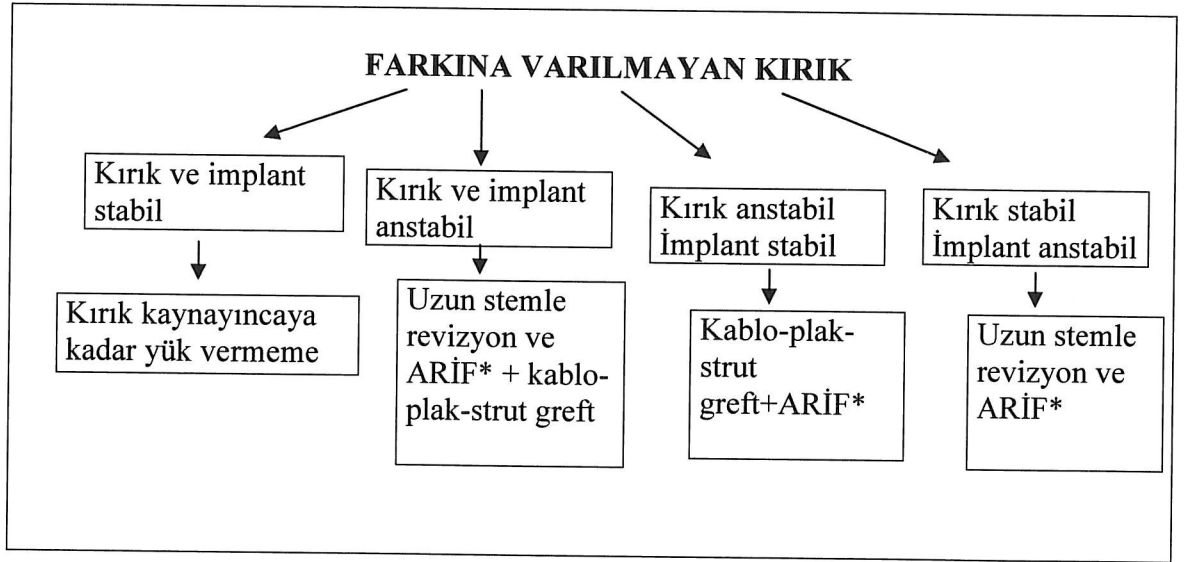 FARKINA VARILMAYAN KIRIK
Kırık ve implant
stabil
Kırık ve implant
anstabil
Kırık anstabil
İmplant stabil
Kırık stabil
İmplant anstabil
Kırık kaynayıncaya
kadar yük vermeme
Uzun stemle
revizyon ve
ARİF* + kablo-
plak-strut greft
Kablo-plak-
strut
greft+ARİF*
Uzun stemle
revizyon ve
ARİF*